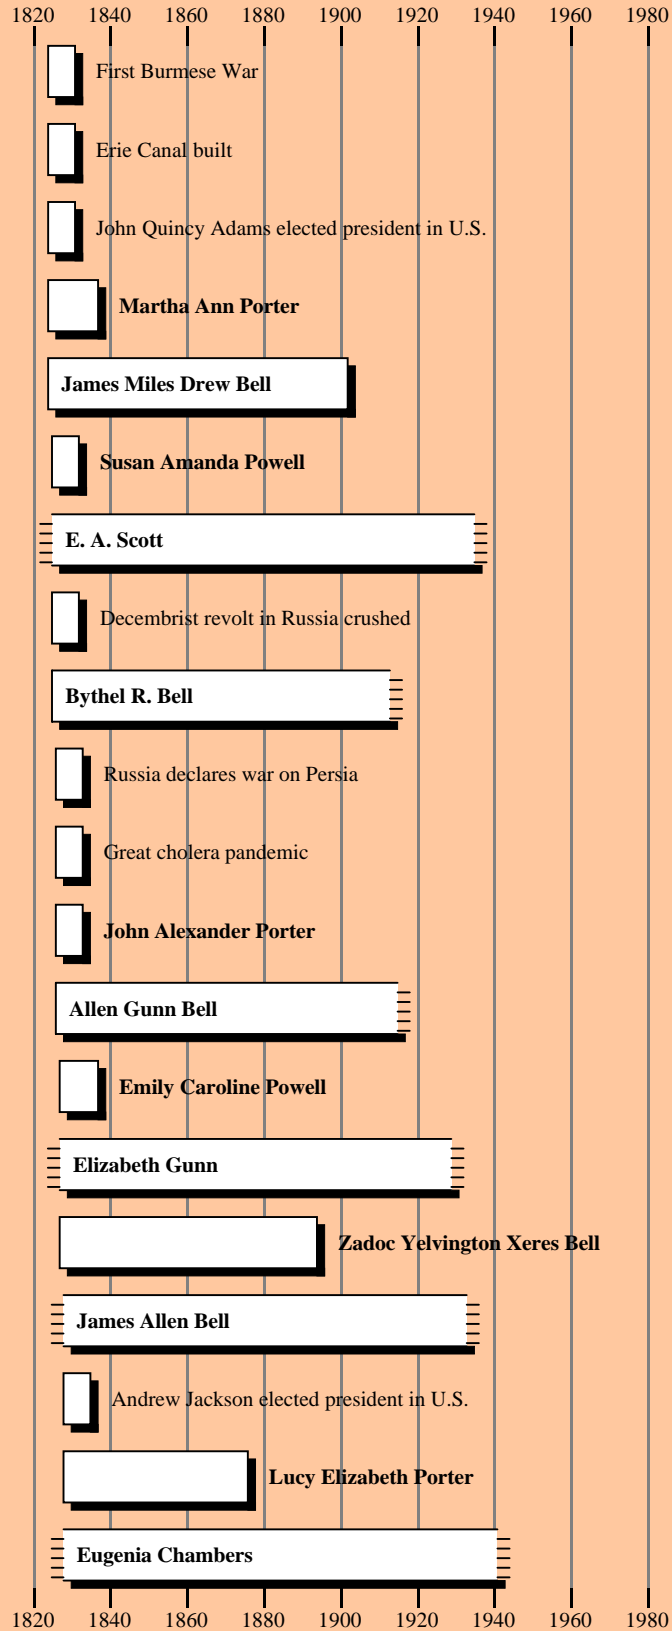 1820 1840 1860 1880 1900 1920 1940 1960 1980
First Burmese War
Erie Canal built
John Quincy Adams elected president in U.S.
Martha Ann Porter
James Miles Drew Bell
Susan Amanda Powell
E. A. Scott
Decembrist revolt in Russia crushed
Bythel R. Bell
Russia declares war on Persia
Great cholera pandemic
John Alexander Porter
Allen Gunn Bell
Emily Caroline Powell
Elizabeth Gunn
Zadoc Yelvington Xeres Bell
James Allen Bell
Andrew Jackson elected president in U.S.
Lucy Elizabeth Porter
Eugenia Chambers
1820 1840 1860 1880 1900 1920 1940 1960 1980